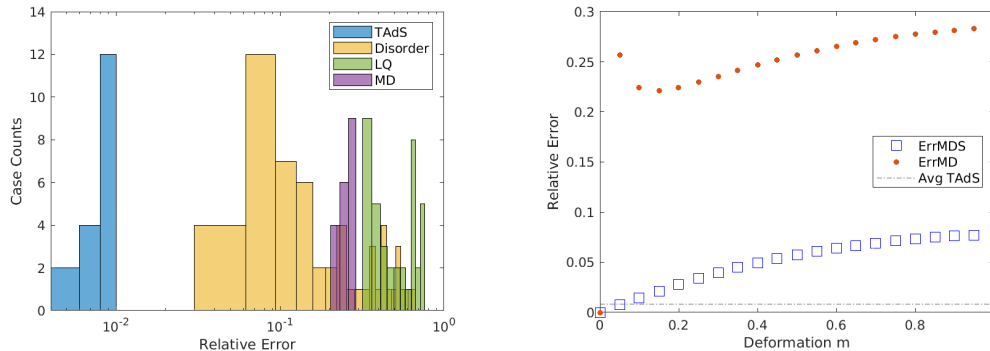 14
12
10
8
6
4
2
0
Case Counts
TAdS
Disorder
LQ
MD
10-2
10-1
100
Relative Error
0.3
0.25
0.2
0.15
0.1
0.05
0
Relative Error
ErrMDS
ErrMD
Avg TAdS
0
0.2
0.4
0.6
0.8
Deformation m